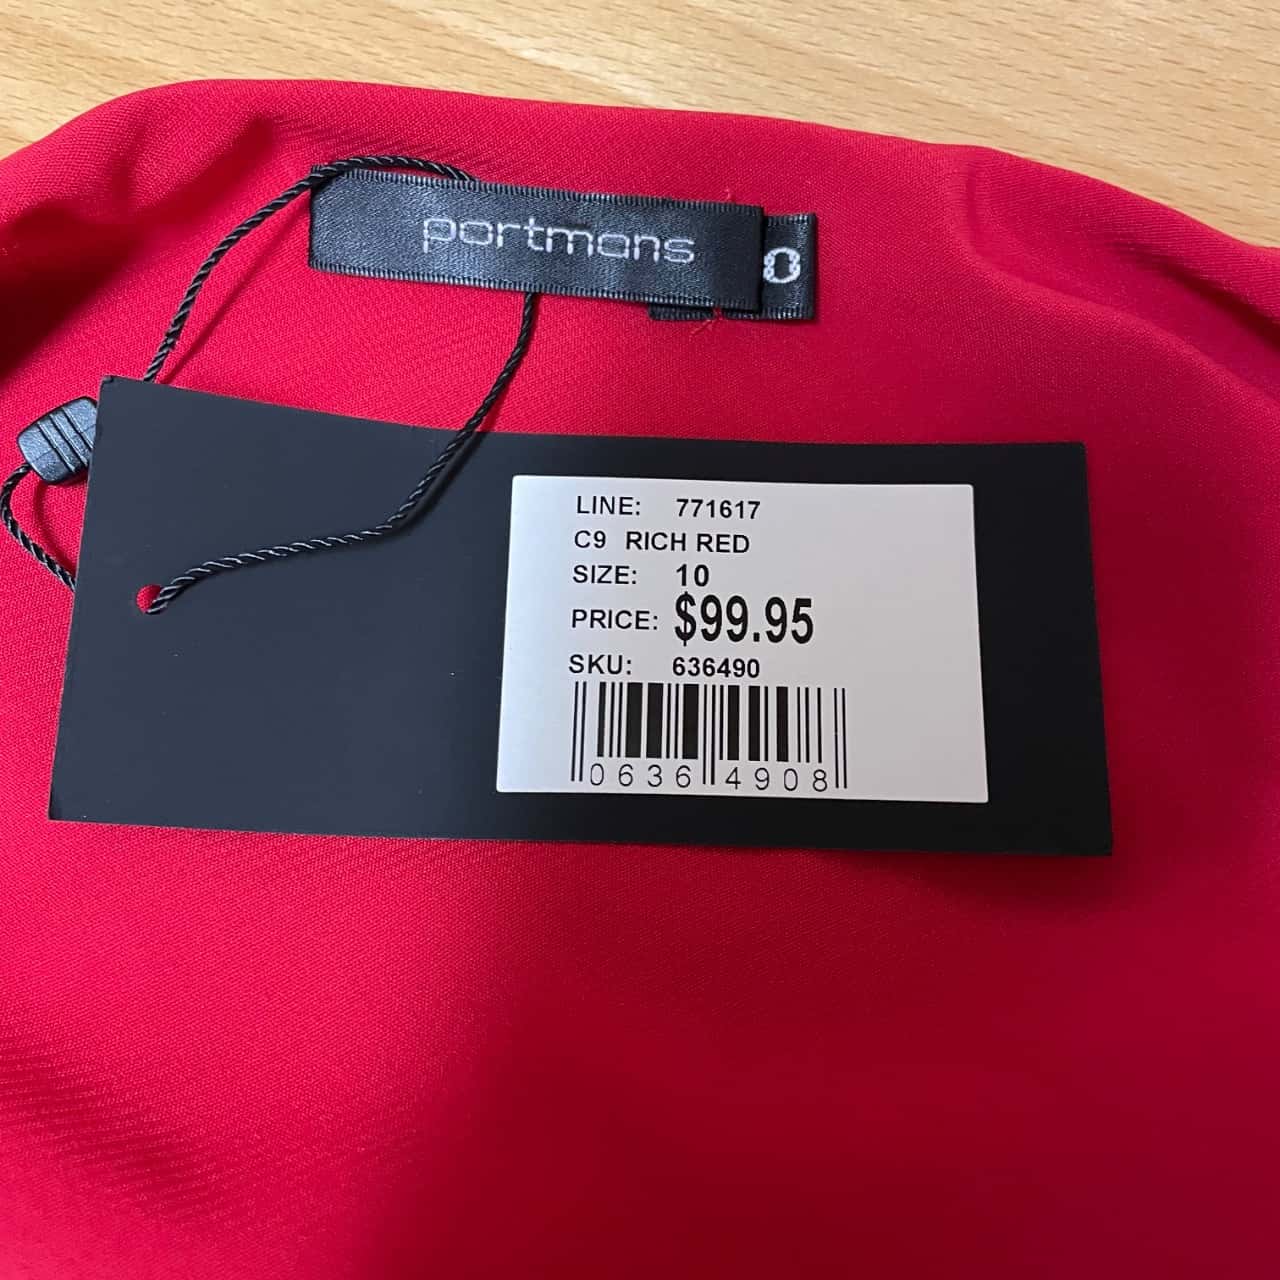 portmans
0
LINE: 771617
C9 RICH RED
SIZE: 10
PRICE: $99.95
SKU: 636490
0636 4908